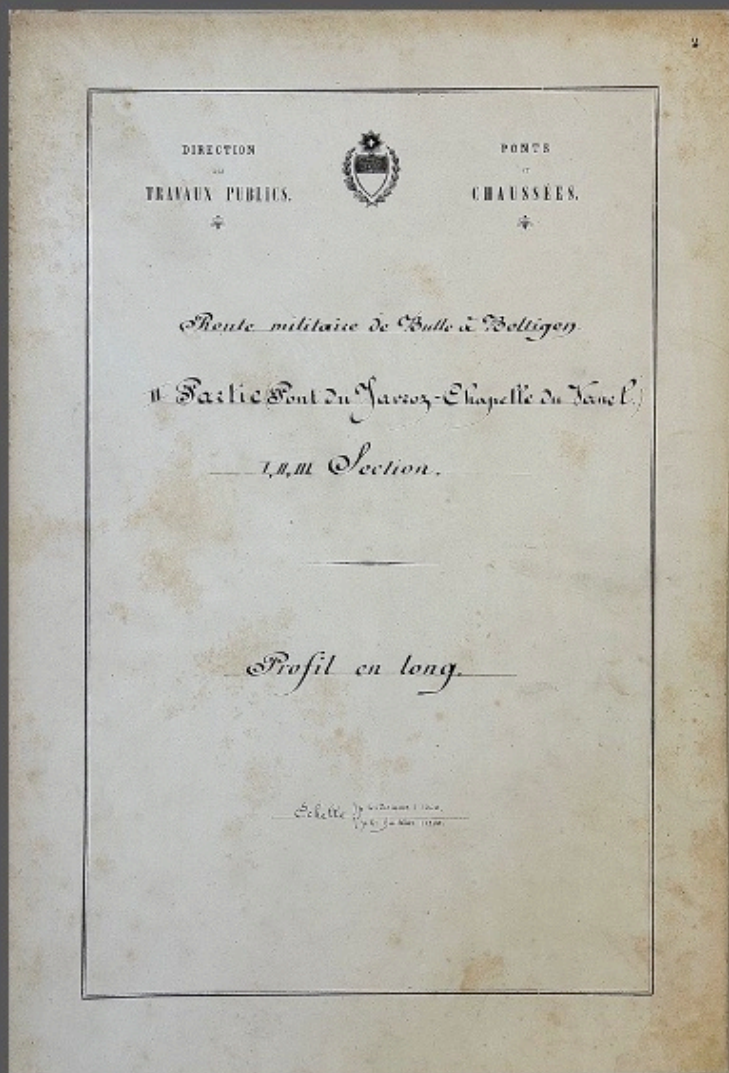 2
DIRECTION
DES
TRAVAUX PUBLICS.
PONTS
ET
CHAUSSÉES.
Route militaire de Bulle à Boltigen
II Partie Pont du Javroz-Chapelle du Vanel.)
I, II, III Section.
Profil en long.
Echelle